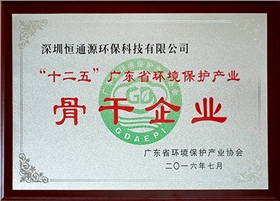 深圳恒通源环保科技有限公司
“十二五”广东省环境保护产业
骨干企业
GDAEPI
广东省环境保护产业协会
二〇一六年七月